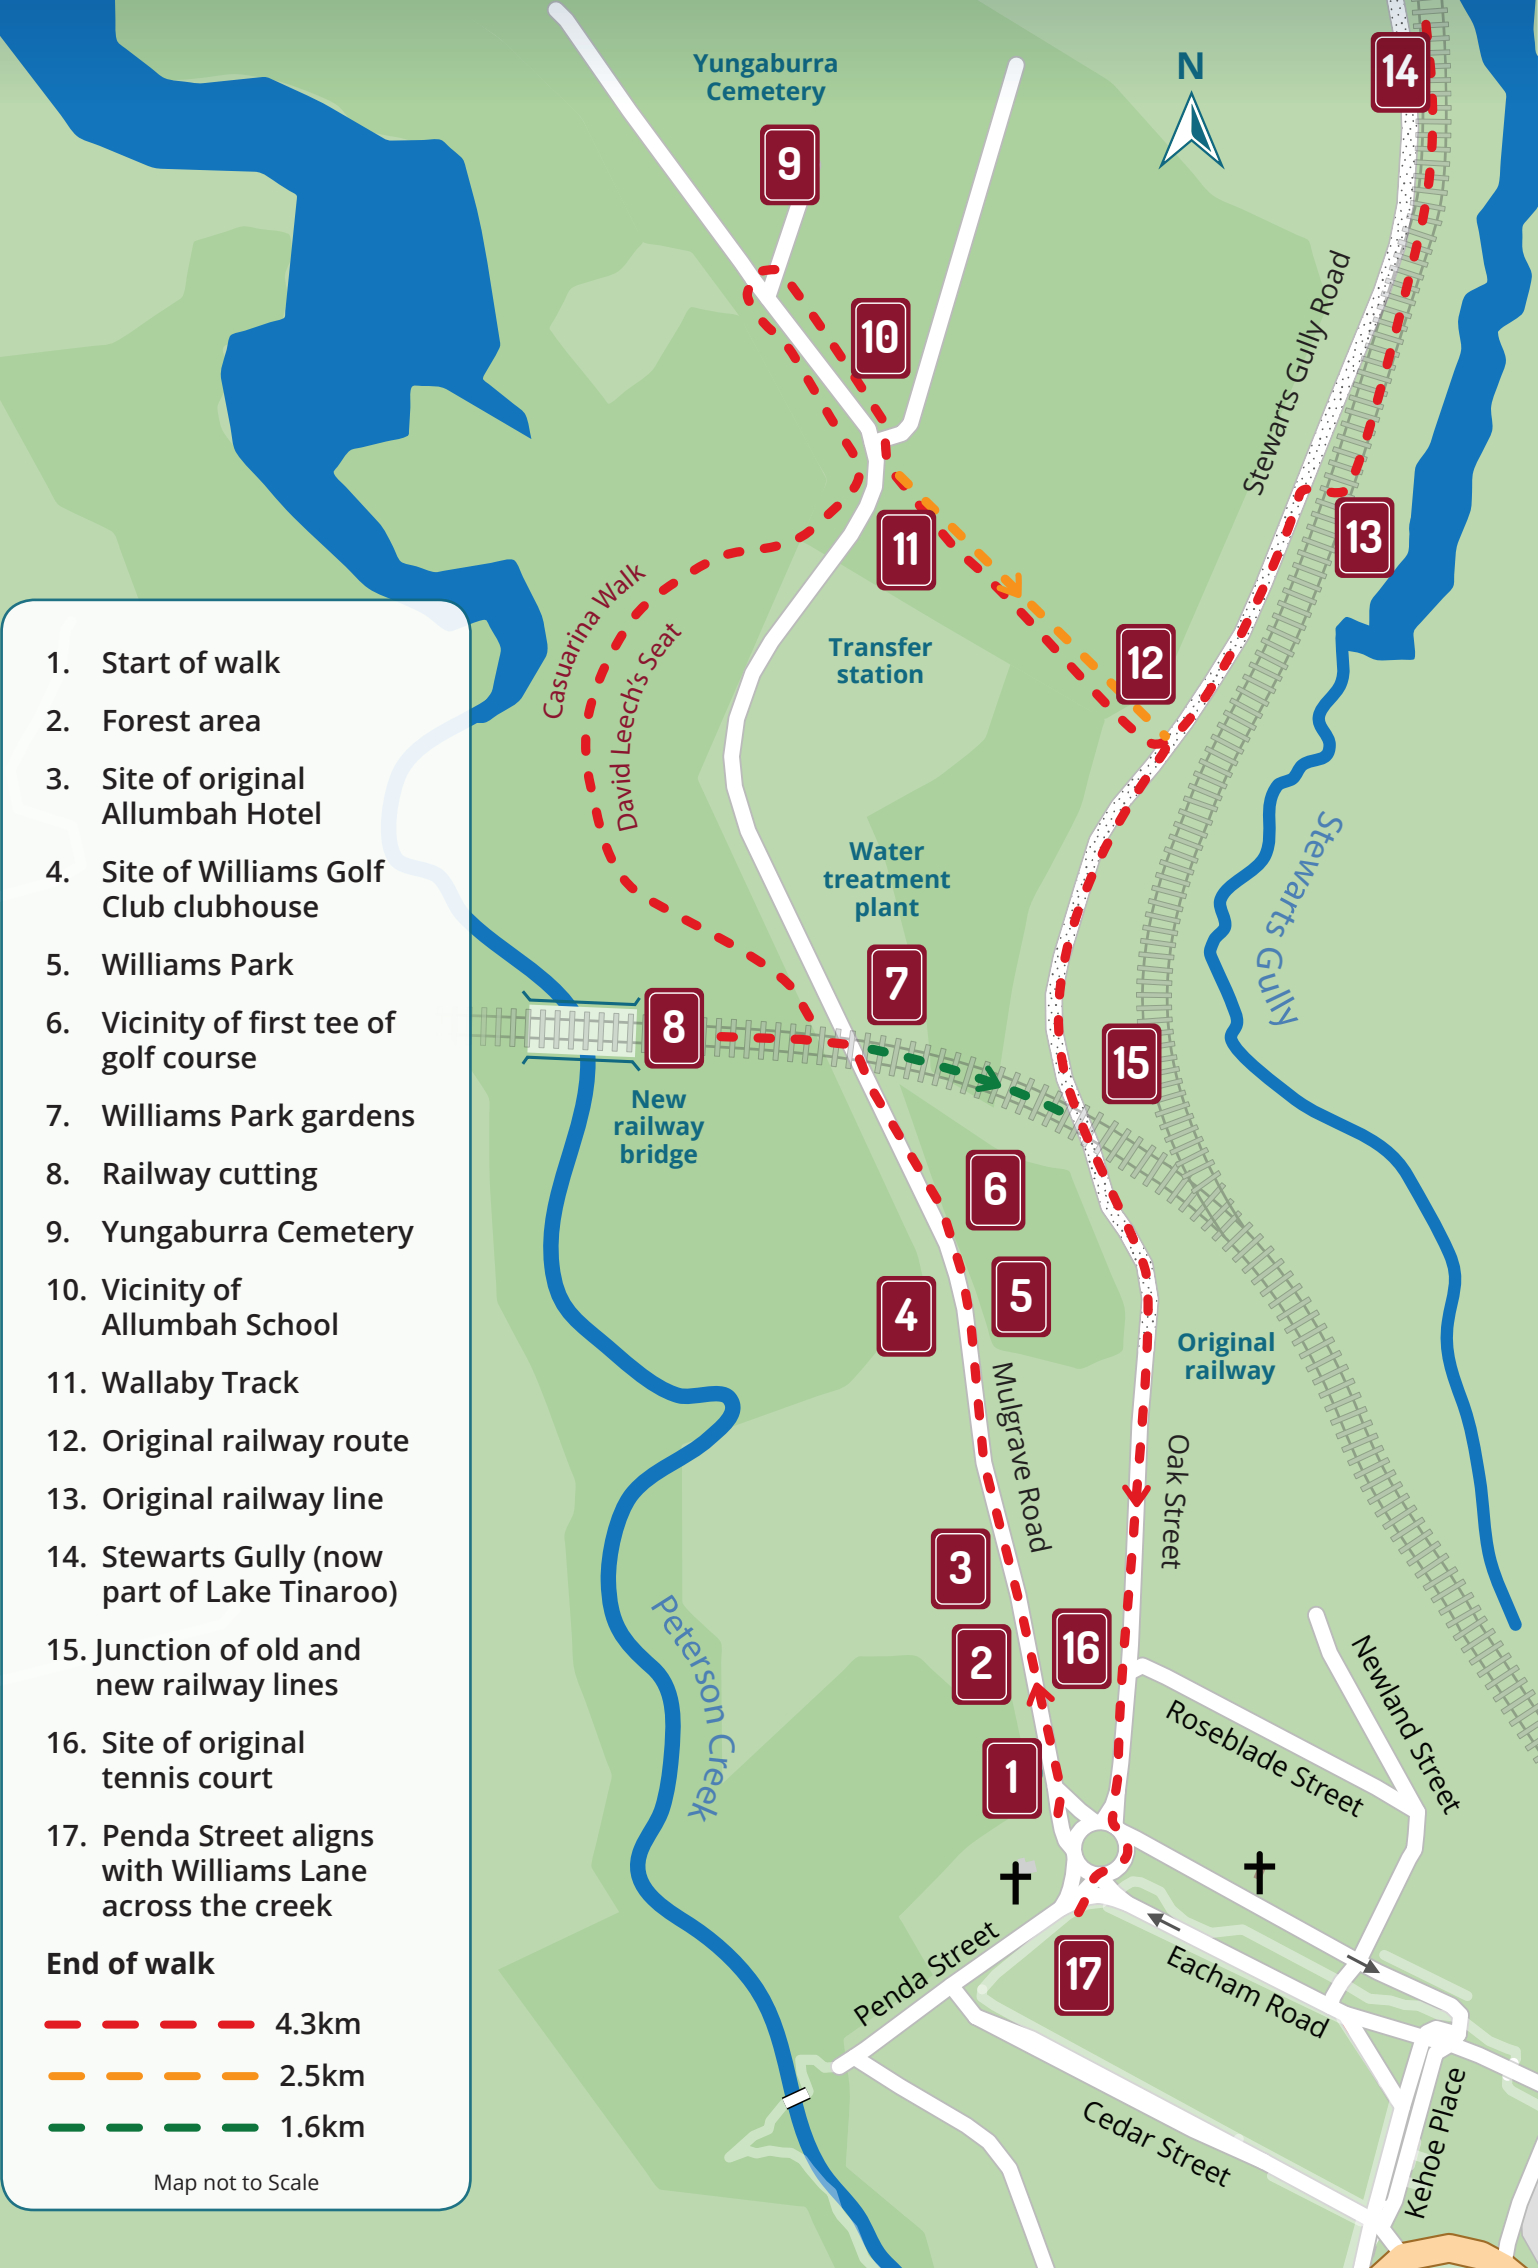 Yungaburra
Cemetery
N
14
9
10
Stewarts Gully Road
13
11
Casuarina Walk
David Leech's Seat
Transfer
station
12
Water
treatment
plant
Stewarts Gully
7
8
15
New
railway
bridge
6
5
4
Original
railway
Mulgrave Road
Oak Street
3
2
16
Peterson Creek
Newland Street
Roseblade Street
1
Penda Street
17
Eacham Road
Cedar Street
Kehoe Place
1. Start of walk
2. Forest area
3. Site of original
Allumbah Hotel
4. Site of Williams Golf
Club clubhouse
5. Williams Park
6. Vicinity of first tee of
golf course
7. Williams Park gardens
8. Railway cutting
9. Yungaburra Cemetery
10. Vicinity of
Allumbah School
11. Wallaby Track
12. Original railway route
13. Original railway line
14. Stewarts Gully (now
part of Lake Tinaroo)
15. Junction of old and
new railway lines
16. Site of original
tennis court
17. Penda Street aligns
with Williams Lane
across the creek
End of walk
4.3km
2.5km
1.6km
Map not to Scale